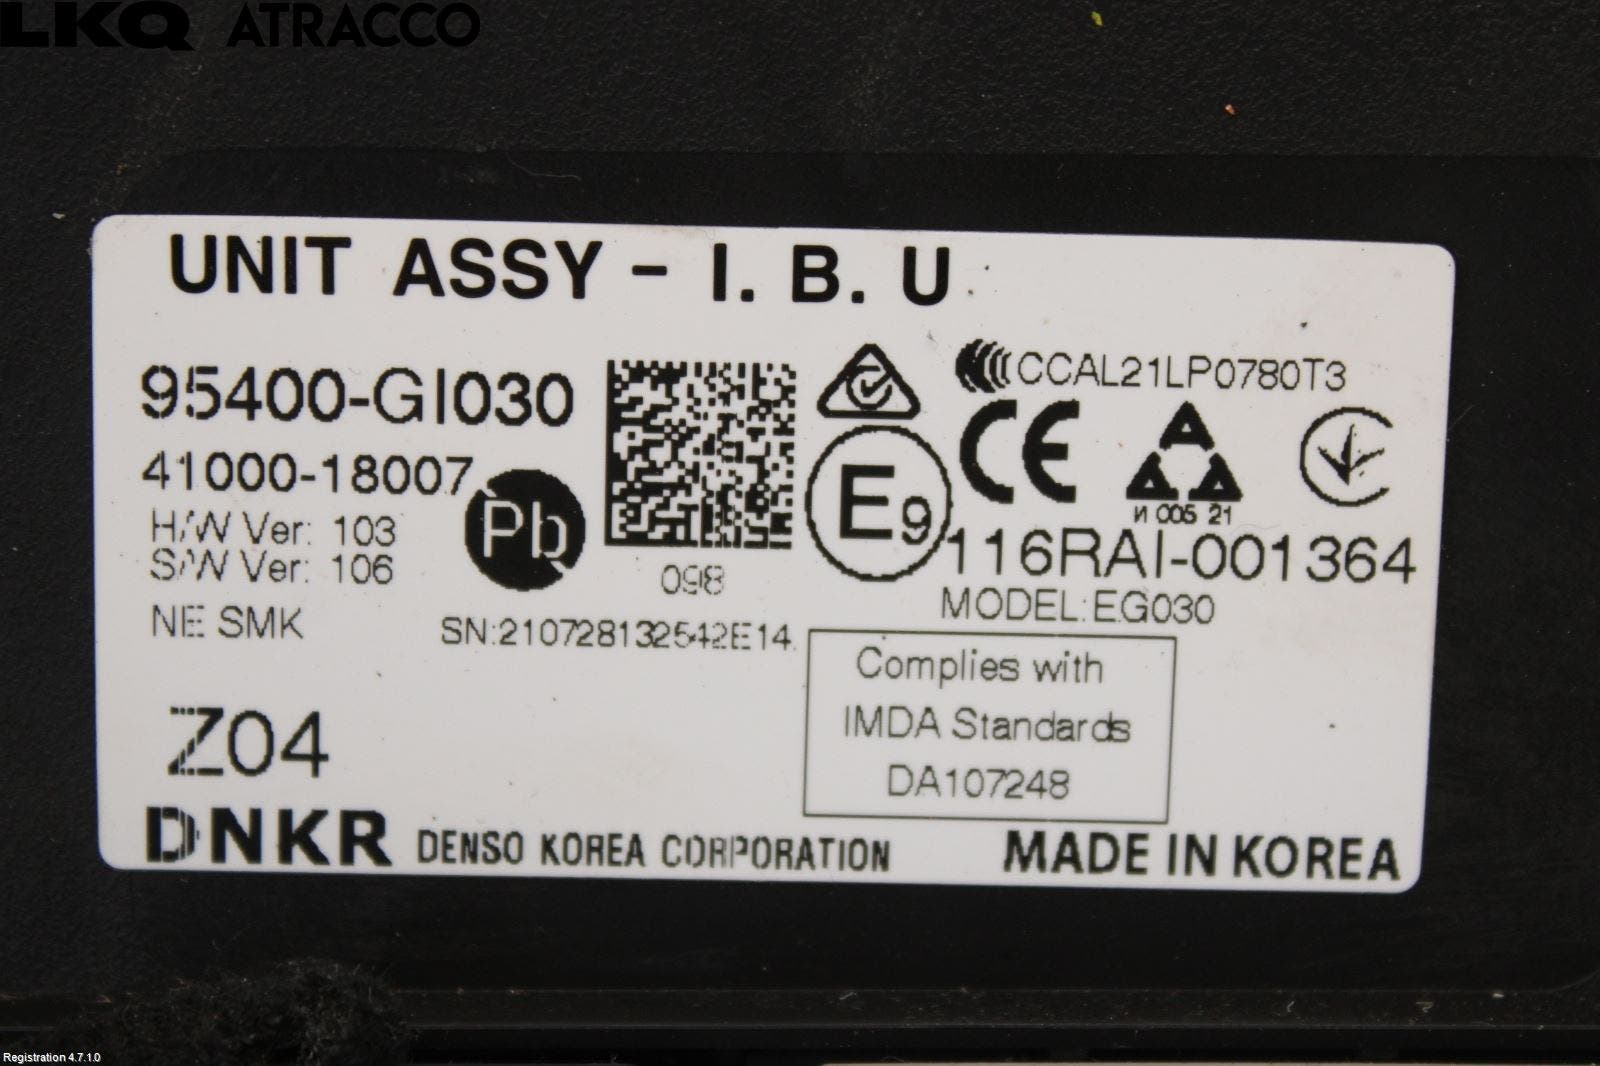 LKQ ATRACCO
UNIT ASSY - I. B. U
95400-GI030
41000-18007
H/W Ver: 103
S/W Ver: 106
NE SMK
Pb
098
SN:210728132542E14
CCAL21LP0780T3
CE
И 005 21
E9
116RAI-001364
MODEL:EG030
Complies with
IMDA Standards
DA107248
Z04
DNKR DENSO KOREA CORPORATION
MADE IN KOREA
Registration 4.7.1.0